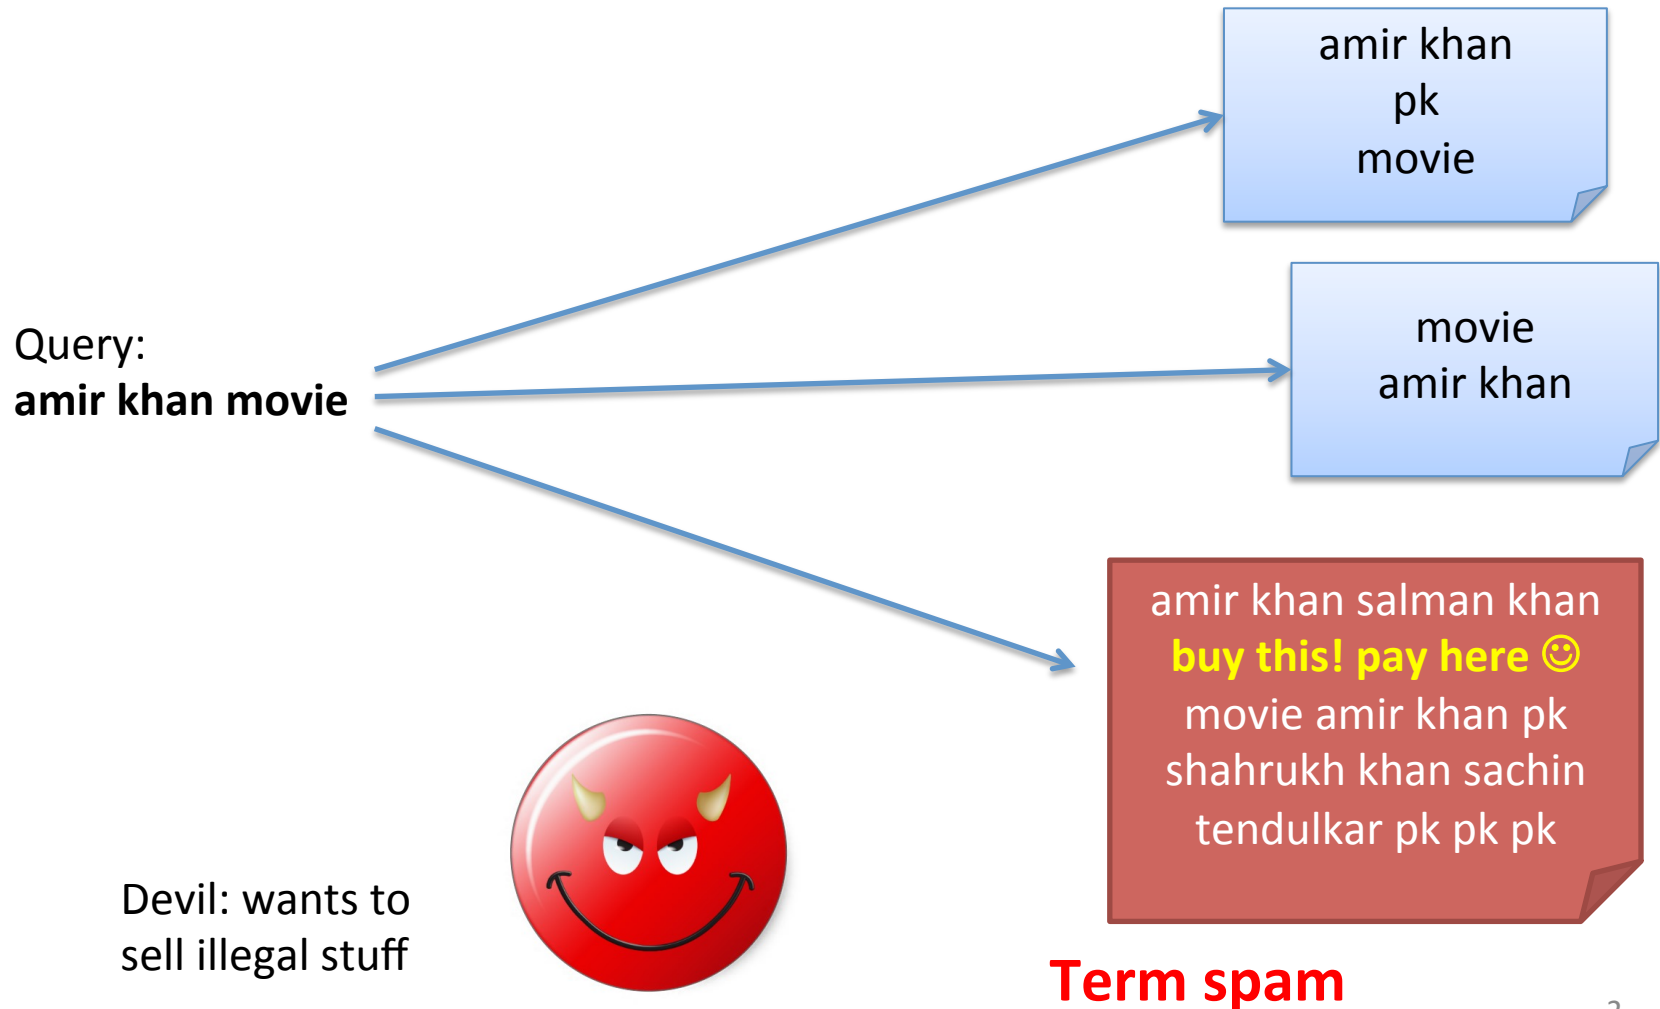 amir khan
pk
movie
Query:
amir khan movie
movie
amir khan
amir khan salman khan
buy this! pay here ☺
movie amir khan pk
shahrukh khan sachin
tendulkar pk pk pk
Devil: wants to
sell illegal stuff
Term spam